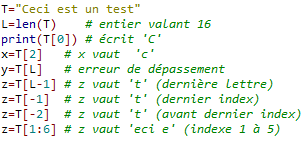 T="Ceci est un test"
L=len(T)    # entier valant 16
print(T[0]) # écrit 'C'
x=T[2]   # x vaut  'c'
y=T[L]   # erreur de dépassement
z=T[L-1] # z vaut 't' (dernière lettre)
z=T[-1]  # z vaut 't' (dernier index)
z=T[-2]  # z vaut 't' (avant dernier index)
z=T[1:6] # z vaut 'eci e' (indexe 1 à 5)